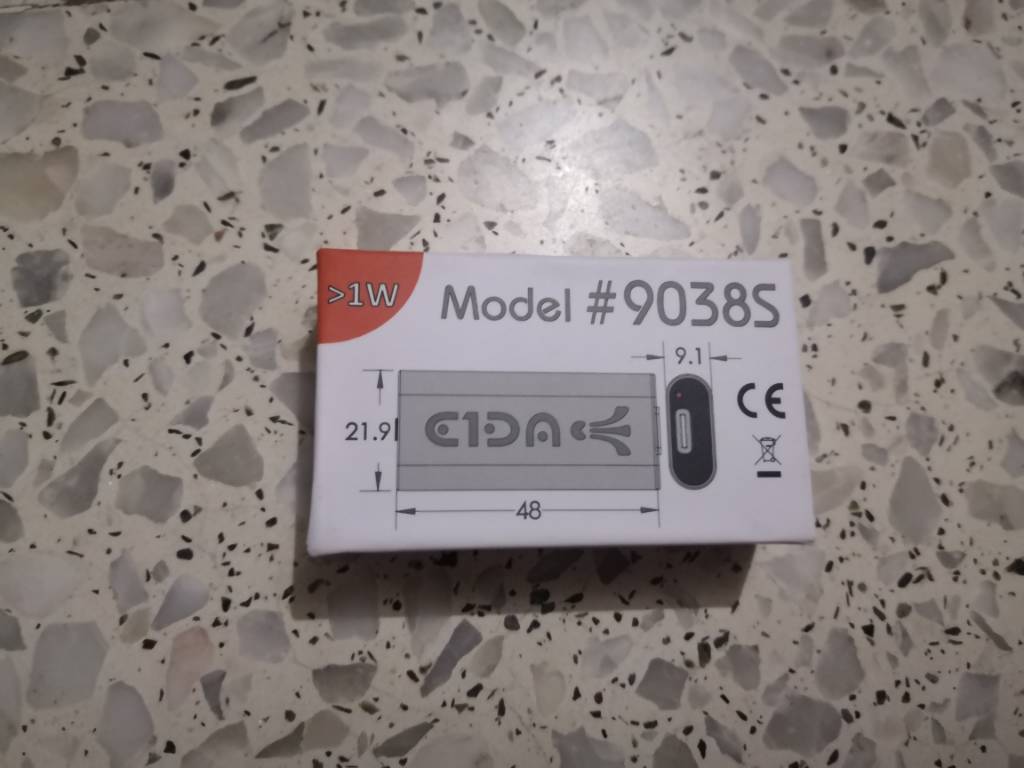 >1W
Model #9038S
9.1
21.9
E1DA
CE
48